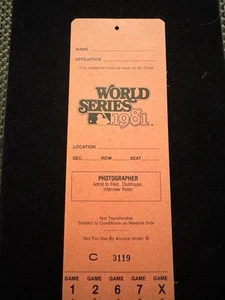 NAME
AFFILIATION
This credential must be worn at all times
WORLD
SERIES
1981
LOCATION
SEC. ROW SEAT
PHOTOGRAPHER
Admit to Field, Clubhouse,
Interview Room
Not Transferable
Subject to Conditions on Reverse Side
Not For Use By Anyone Under 18
C 3119
GAME GAME GAME GAME GAME
1 2 6 7 X